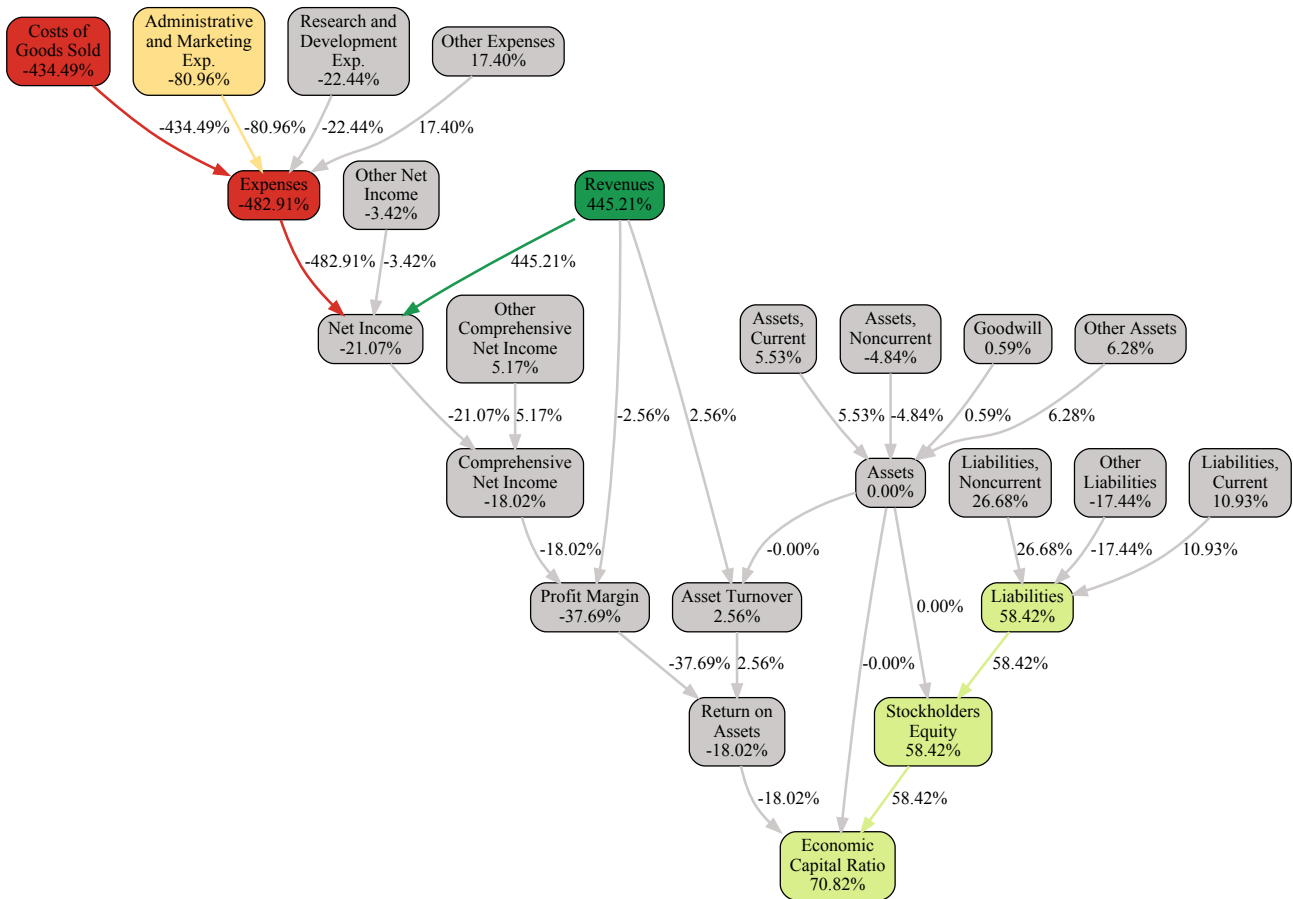 Costs of
Goods Sold
-434.49%
Administrative
and Marketing
Exp.
-80.96%
Research and
Development
Exp.
-22.44%
Other Expenses
17.40%
-434.49%
-80.96%
-22.44%
17.40%
Expenses
-482.91%
Other Net
Income
-3.42%
Revenues
445.21%
-482.91%
-3.42%
445.21%
Net Income
-21.07%
Other
Comprehensive
Net Income
5.17%
Assets,
Current
5.53%
Assets,
Noncurrent
-4.84%
Goodwill
0.59%
Other Assets
6.28%
-21.07%
5.17%
-2.56%
2.56%
5.53%
-4.84%
0.59%
6.28%
Comprehensive
Net Income
-18.02%
Assets
0.00%
Liabilities,
Noncurrent
26.68%
Other
Liabilities
-17.44%
Liabilities,
Current
10.93%
-18.02%
-0.00%
26.68%
-17.44%
10.93%
Profit Margin
-37.69%
Asset Turnover
2.56%
0.00%
Liabilities
58.42%
-37.69%
2.56%
-0.00%
58.42%
Return on
Assets
-18.02%
Stockholders
Equity
58.42%
-18.02%
58.42%
Economic
Capital Ratio
70.82%